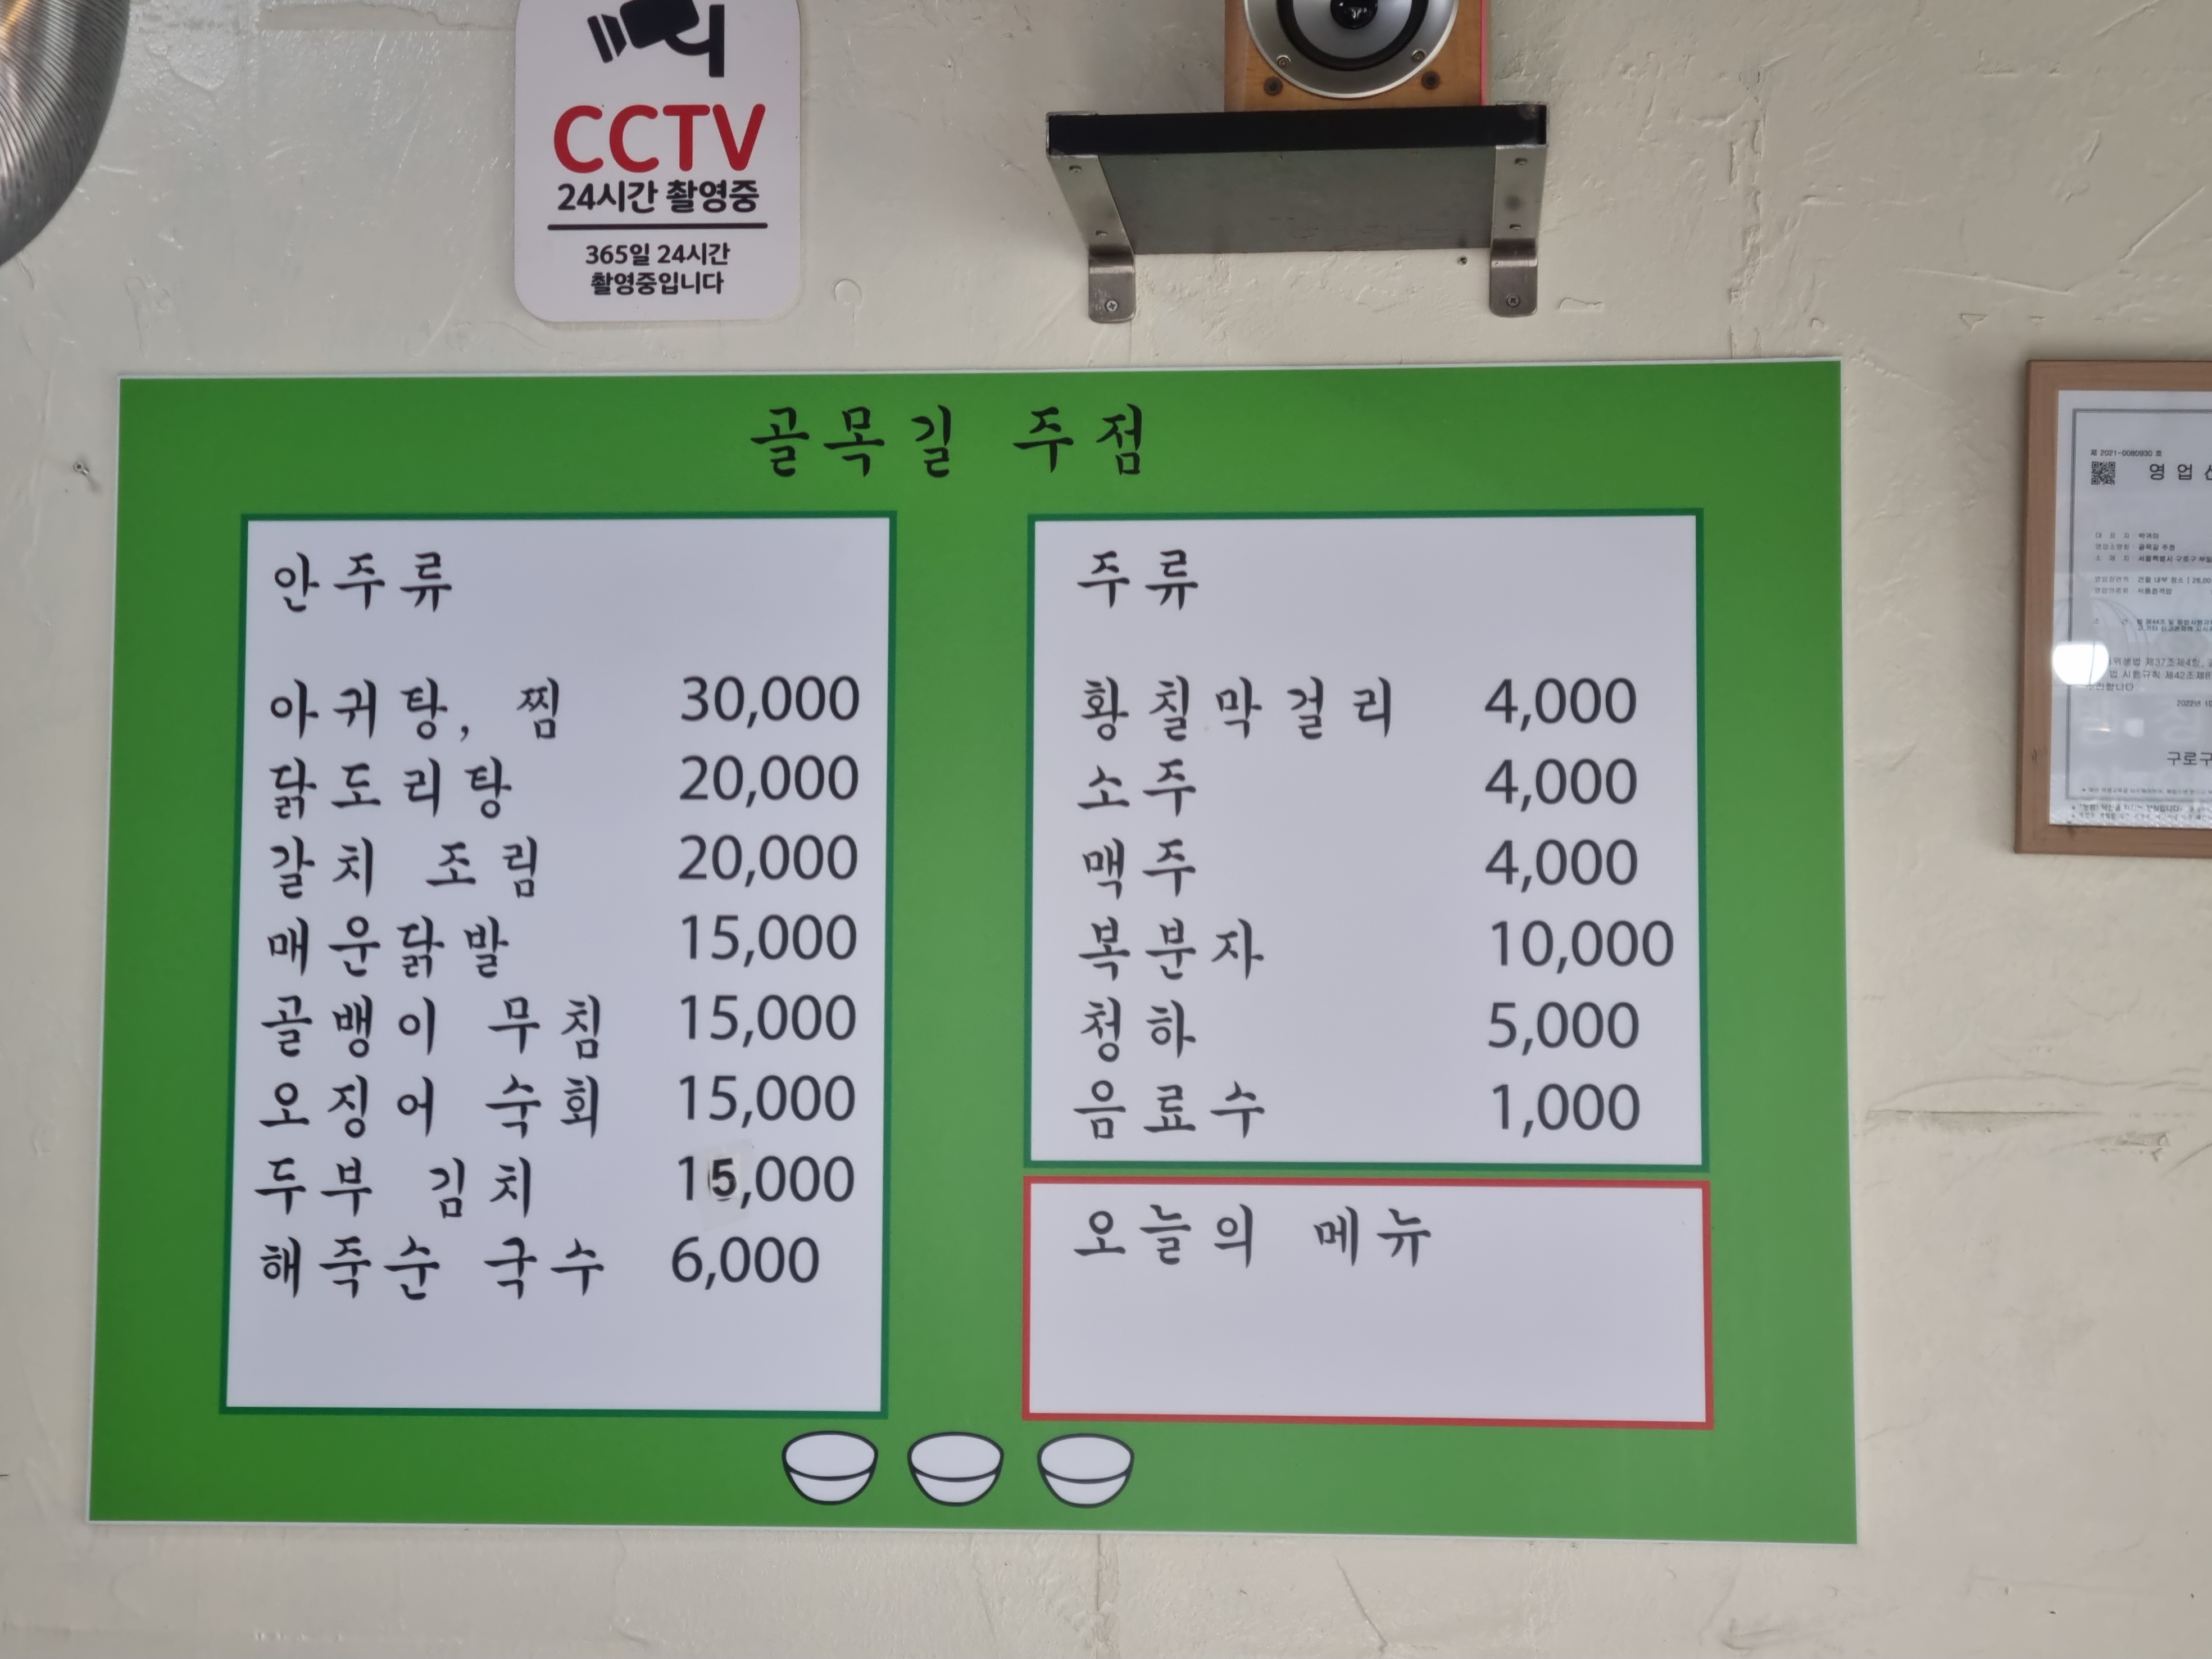 CCTV
24시간 촬영중
365일 24시간
촬영중입니다
골목길 주점
안주류
아귀탕, 찜 30,000
닭도리탕 20,000
갈치 조림 20,000
매운닭발 15,000
골뱅이 무침 15,000
오징어 숙회 15,000
두부 김치 15,000
해죽순 국수 6,000
주류
황칠막걸리 4,000
소주 4,000
맥주 4,000
복분자 10,000
청하 5,000
음료수 1,000
오늘의 메뉴
제 2021-0080930 호
영업
구로구